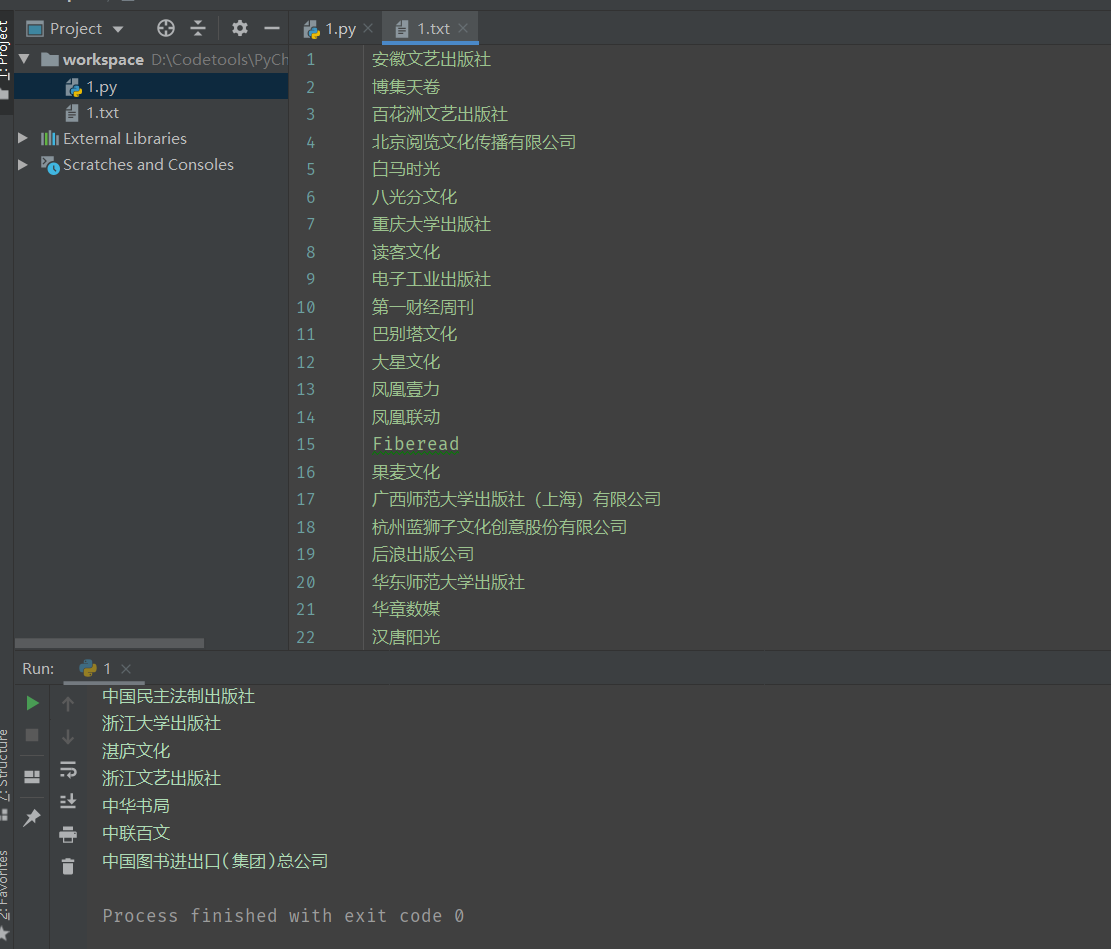 Project
1.py
1.txt
1: Project
workspace D:\Codetools\PyCh
1.py
1.txt
External Libraries
Scratches and Consoles
1 安徽文艺出版社
2 博集天卷
3 百花洲文艺出版社
4 北京阅览文化传播有限公司
5 白马时光
6 八光分文化
7 重庆大学出版社
8 读客文化
9 电子工业出版社
10 第一财经周刊
11 巴别塔文化
12 大星文化
13 凤凰壹力
14 凤凰联动
15 Fiberead
16 果麦文化
17 广西师范大学出版社（上海）有限公司
18 杭州蓝狮子文化创意股份有限公司
19 后浪出版公司
20 华东师范大学出版社
21 华章数媒
22 汉唐阳光
Run: 1
中国民主法制出版社
浙江大学出版社
湛庐文化
浙江文艺出版社
中华书局
中联百文
中国图书进出口(集团)总公司
Process finished with exit code 0
7: Structure
2: Favorites